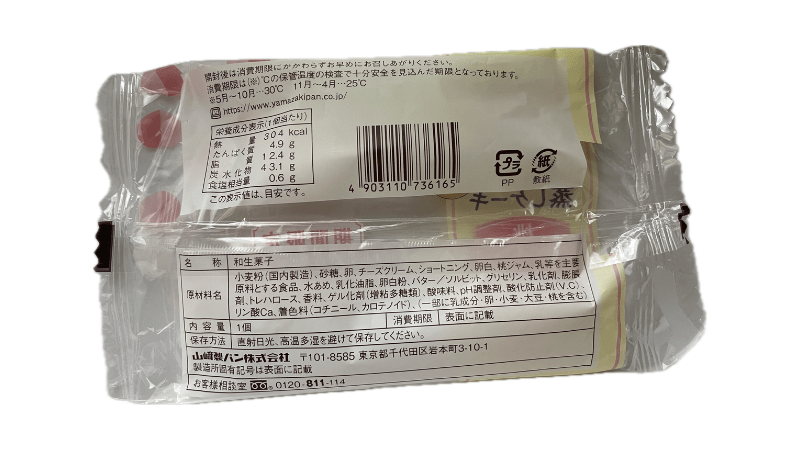 開封後は消費期限にかかわらずお早めにお召しあがりください。
消費期限は(※)℃の保管温度の検査で十分安全を見込んだ期限となっております。
※5月〜10月…30℃ 11月〜4月…25℃
https://www.yamazakipan.co.jp/
栄養成分表示(1個当たり)
熱量 304 kcal
たんぱく質 4.9 g
脂質 12.4 g
炭水化物 43.1 g
食塩相当量 0.6 g
この表示値は、目安です。
4 903110 736165
プラ
PP
紙
敷紙
蒸しケーキ
名称 和生菓子
原材料名 小麦粉(国内製造)、砂糖、卵、チーズクリーム、ショートニング、卵白、桃ジャム、乳等を主要
原料とする食品、水あめ、乳化油脂、卵白粉、バター/ソルビット、グリセリン、乳化剤、膨脹
剤、トレハロース、香料、ゲル化剤(増粘多糖類)、酸味料、pH調整剤、酸化防止剤(V.C)、
リン酸Ca、着色料(コチニール、カロテノイド)、(一部に乳成分・卵・小麦・大豆・桃を含む)
内容量 1個 消費期限 表面に記載
保存方法 直射日光、高温多湿を避けて保存してください。
山崎製パン株式会社 〒101-8585 東京都千代田区岩本町3-10-1
製造所固有記号は表面に記載
お客様相談室 0120-811-114